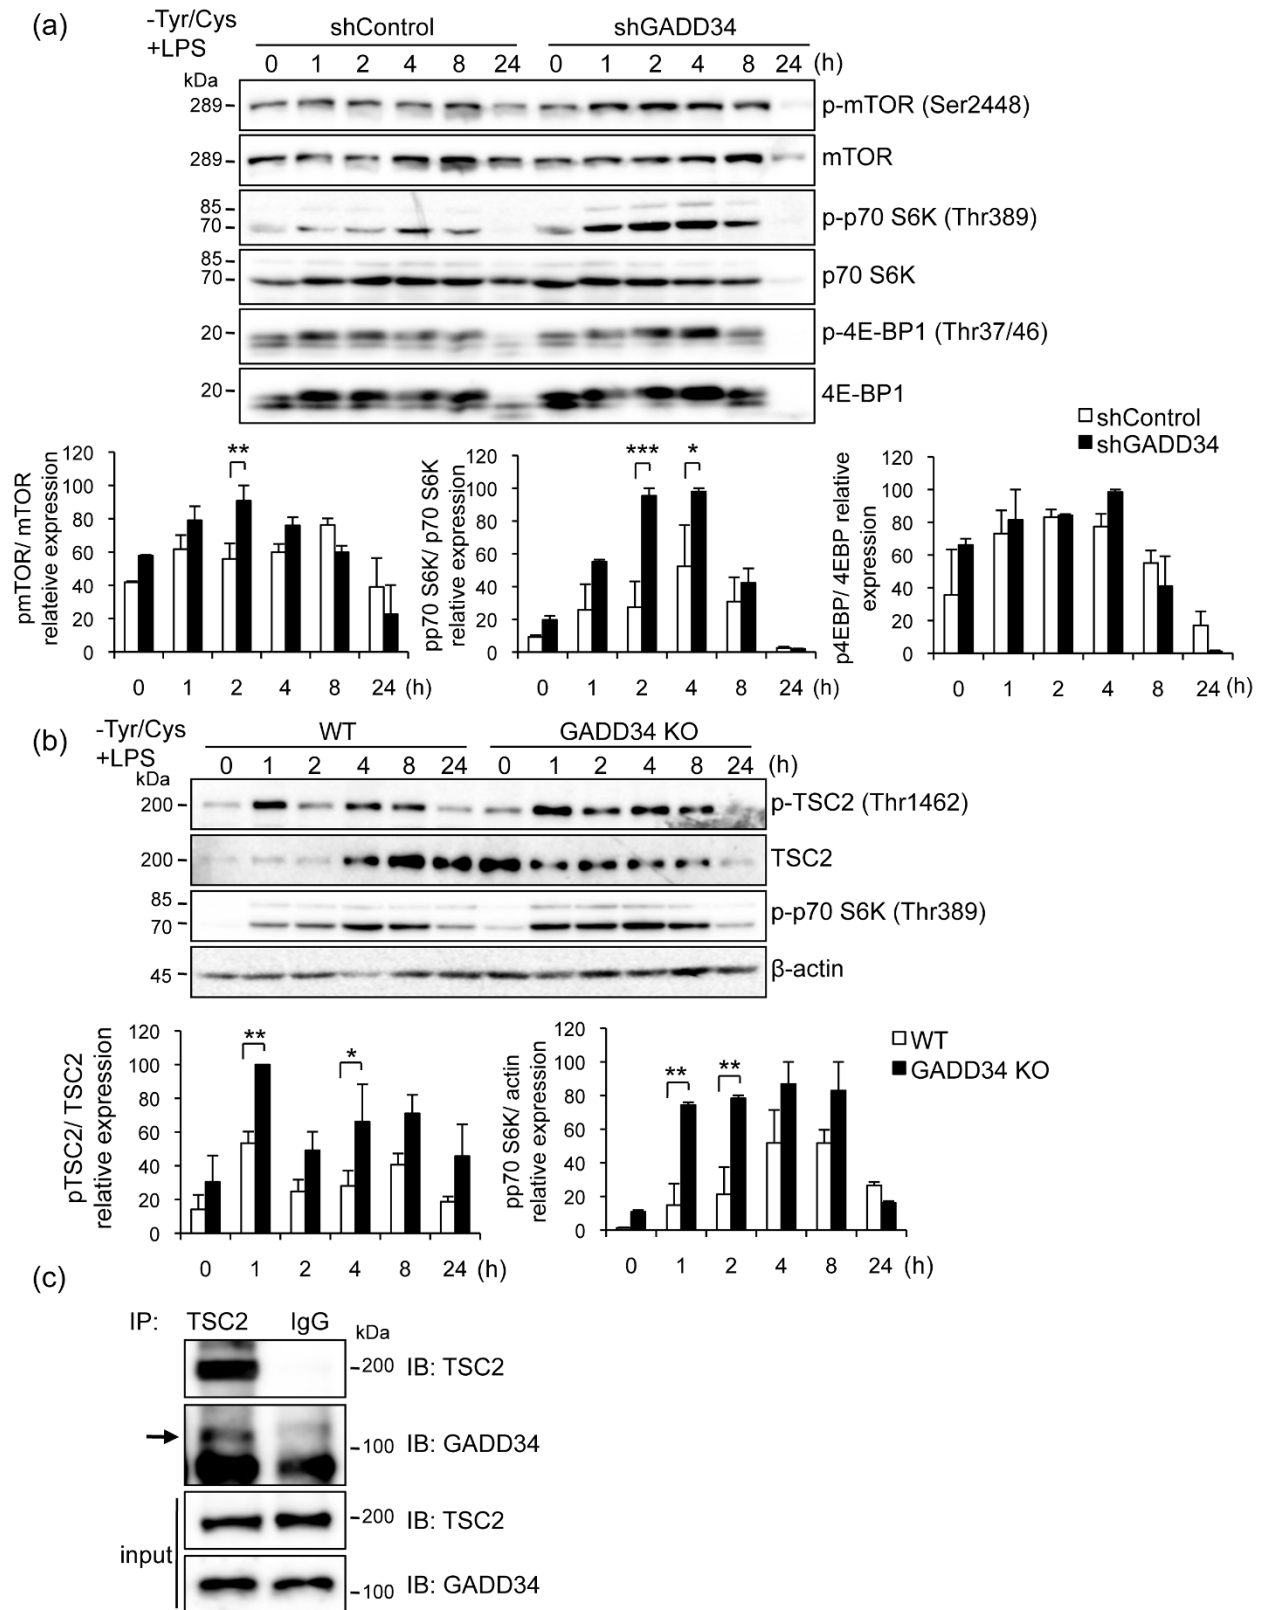 (a)
-Tyr/Cys
+LPS
shControl shGADD34
0 1 2 4 8 24 0 1 2 4 8 24 (h)
kDa
289 p-mTOR (Ser2448)
289 mTOR
85
70 p-p70 S6K (Thr389)
85
70 p70 S6K
20 p-4E-BP1 (Thr37/46)
20 4E-BP1
shControl
shGADD34
pmTOR/ mTOR
relateive expression
120
100
80
60
40
20
0
**
0 1 2 4 8 24 (h)
pp70 S6K/ p70 S6K
relative expression
120
100
80
60
40
20
0
*** *
0 1 2 4 8 24 (h)
p4EBP/ 4EBP relative
expression
120
100
80
60
40
20
0
0 1 2 4 8 24 (h)
(b)
-Tyr/Cys
+LPS
WT GADD34 KO
0 1 2 4 8 24 0 1 2 4 8 24 (h)
kDa
200 p-TSC2 (Thr1462)
200 TSC2
85
70 p-p70 S6K (Thr389)
45 β-actin
pTSC2/ TSC2
relative expression
120
100
80
60
40
20
0
** *
0 1 2 4 8 24 (h)
pp70 S6K/ actin
relative expression
120
100
80
60
40
20
0
** **
0 1 2 4 8 24 (h)
WT
GADD34 KO
(c)
IP: TSC2 IgG
kDa
-200 IB: TSC2
-100 IB: GADD34
input
-200 IB: TSC2
-100 IB: GADD34